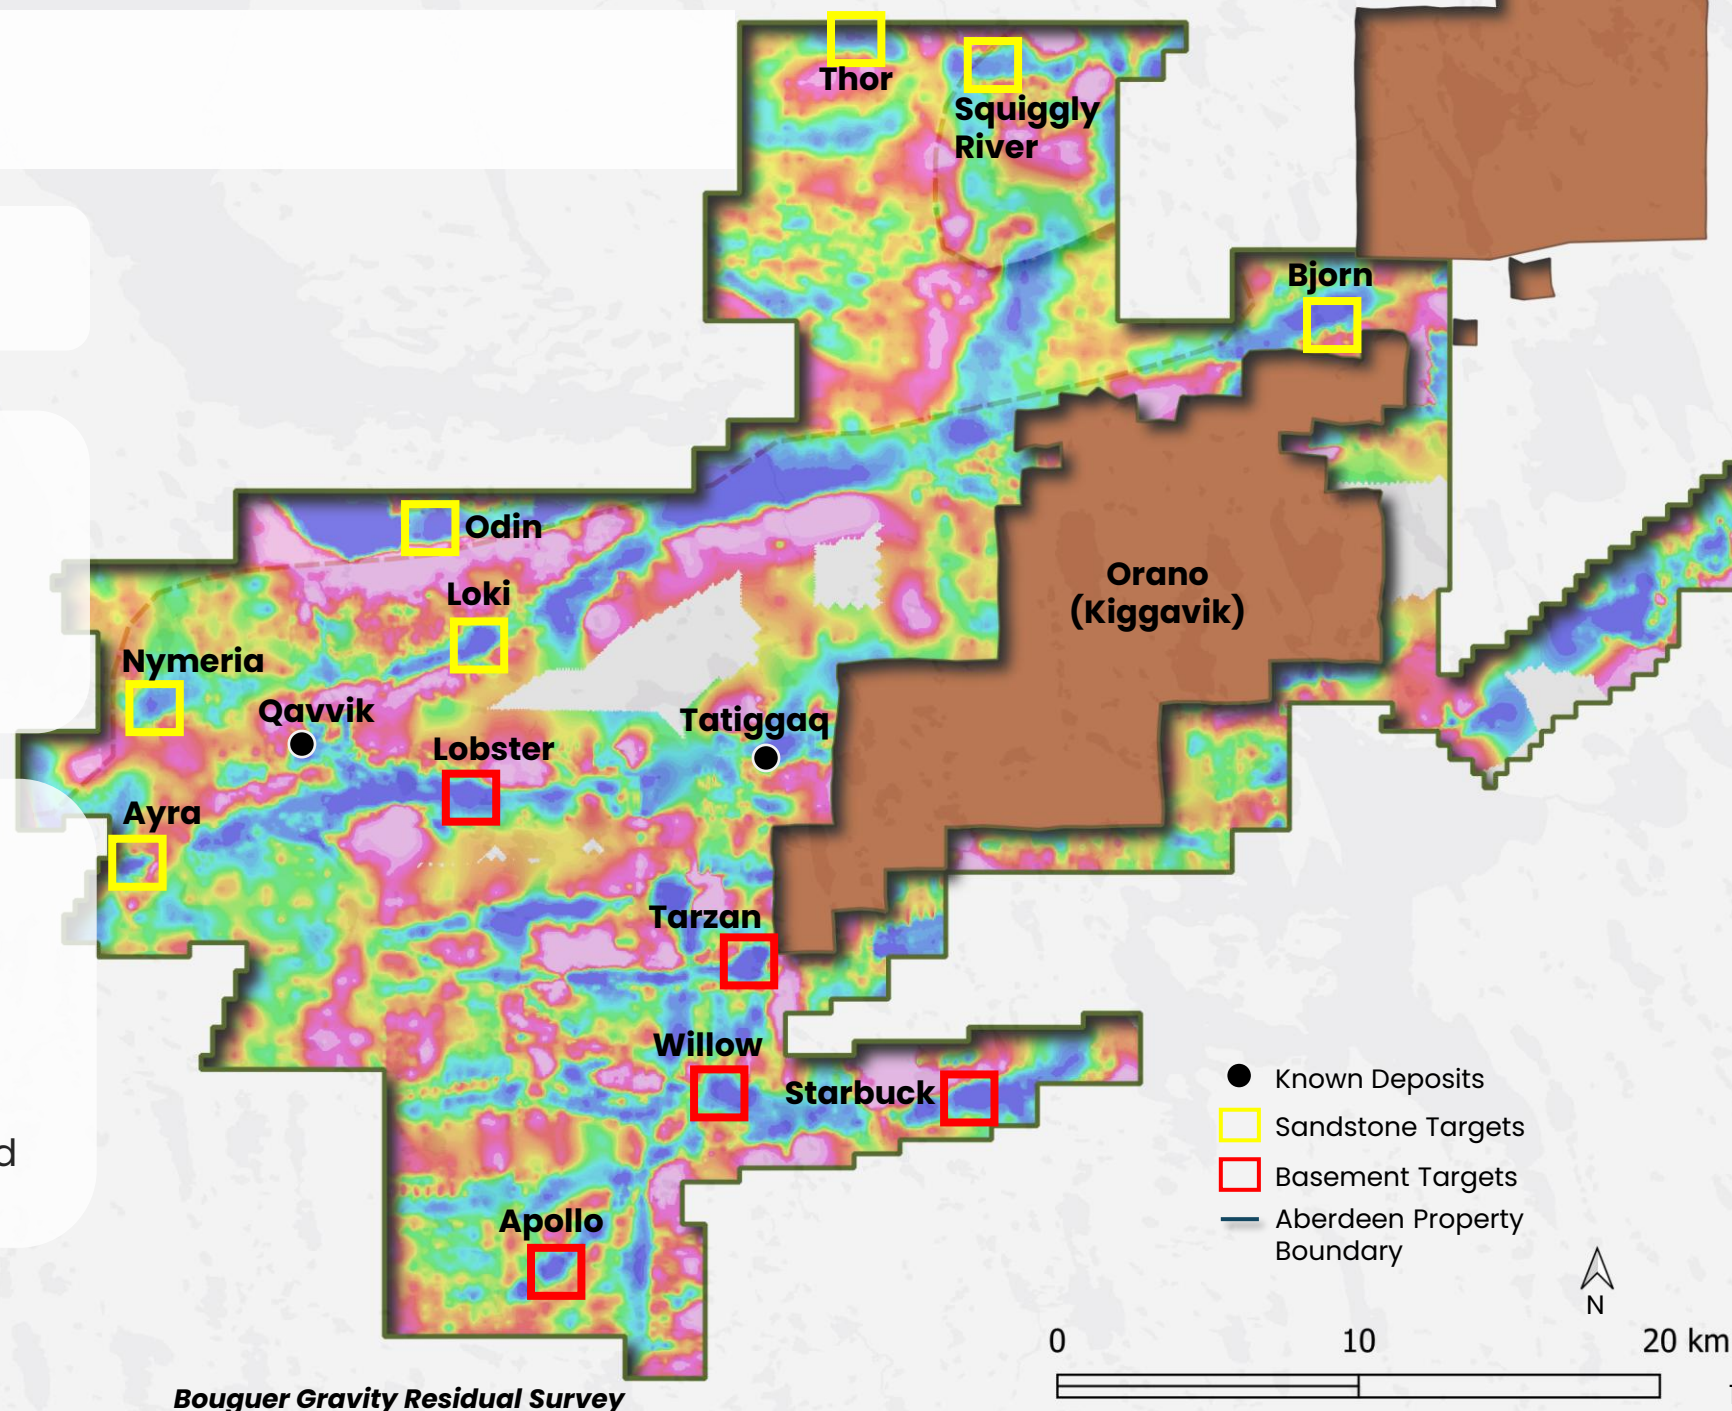 Thor
Squiggly
River
Bjorn
Odin
Orano
(Kiggavik)
Loki
Nymeria
Qavvik
Tatiggaq
Lobster
Ayra
Tarzan
Willow
Starbuck
Known Deposits
Sandstone Targets
d
Basement Targets
Aberdeen Property
Boundary
Apollo
N
0 10 20 km
Bouguer Gravity Residual Survey